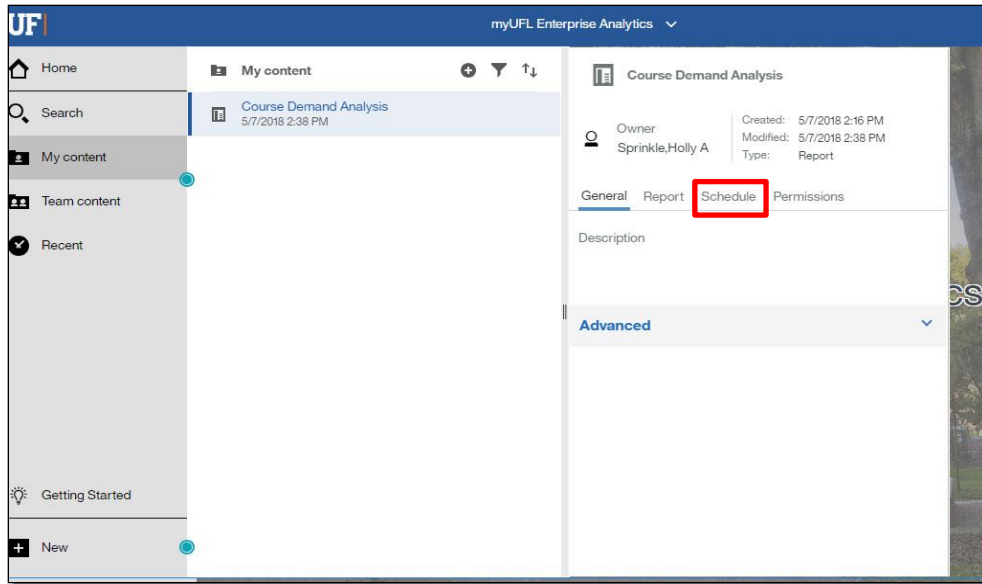 UF
myUFL Enterprise Analytics
Home
Search
My content
Team content
Recent
Getting Started
New
My content
Course Demand Analysis
5/7/2018 2:38 PM
Course Demand Analysis
Owner
Sprinkle,Holly A
Created: 5/7/2018 2:16 PM
Modified: 5/7/2018 2:38 PM
Type: Report
General Report Schedule Permissions
Description
Advanced
CS